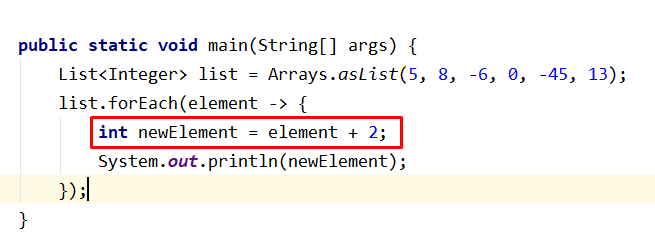 public static void main(String[] args) {
List<Integer> list = Arrays.asList(5, 8, -6, 0, -45, 13);
list.forEach(element -> {
int newElement = element + 2;
System.out.println(newElement);
});
}